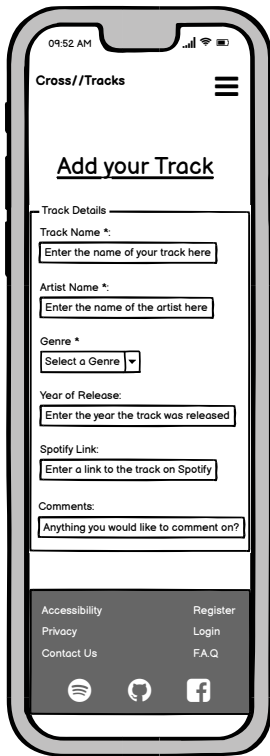 09:52 AM
Cross//Tracks
Add your Track
Track Details
Track Name *:
Enter the name of your track here
Artist Name *:
Enter the name of the artist here
Genre *
Select a Genre
Year of Release:
Enter the year the track was released
Spotify Link:
Enter a link to the track on Spotify
Comments:
Anything you would like to comment on?
Accessibility Register
Privacy Login
Contact Us F.A.Q